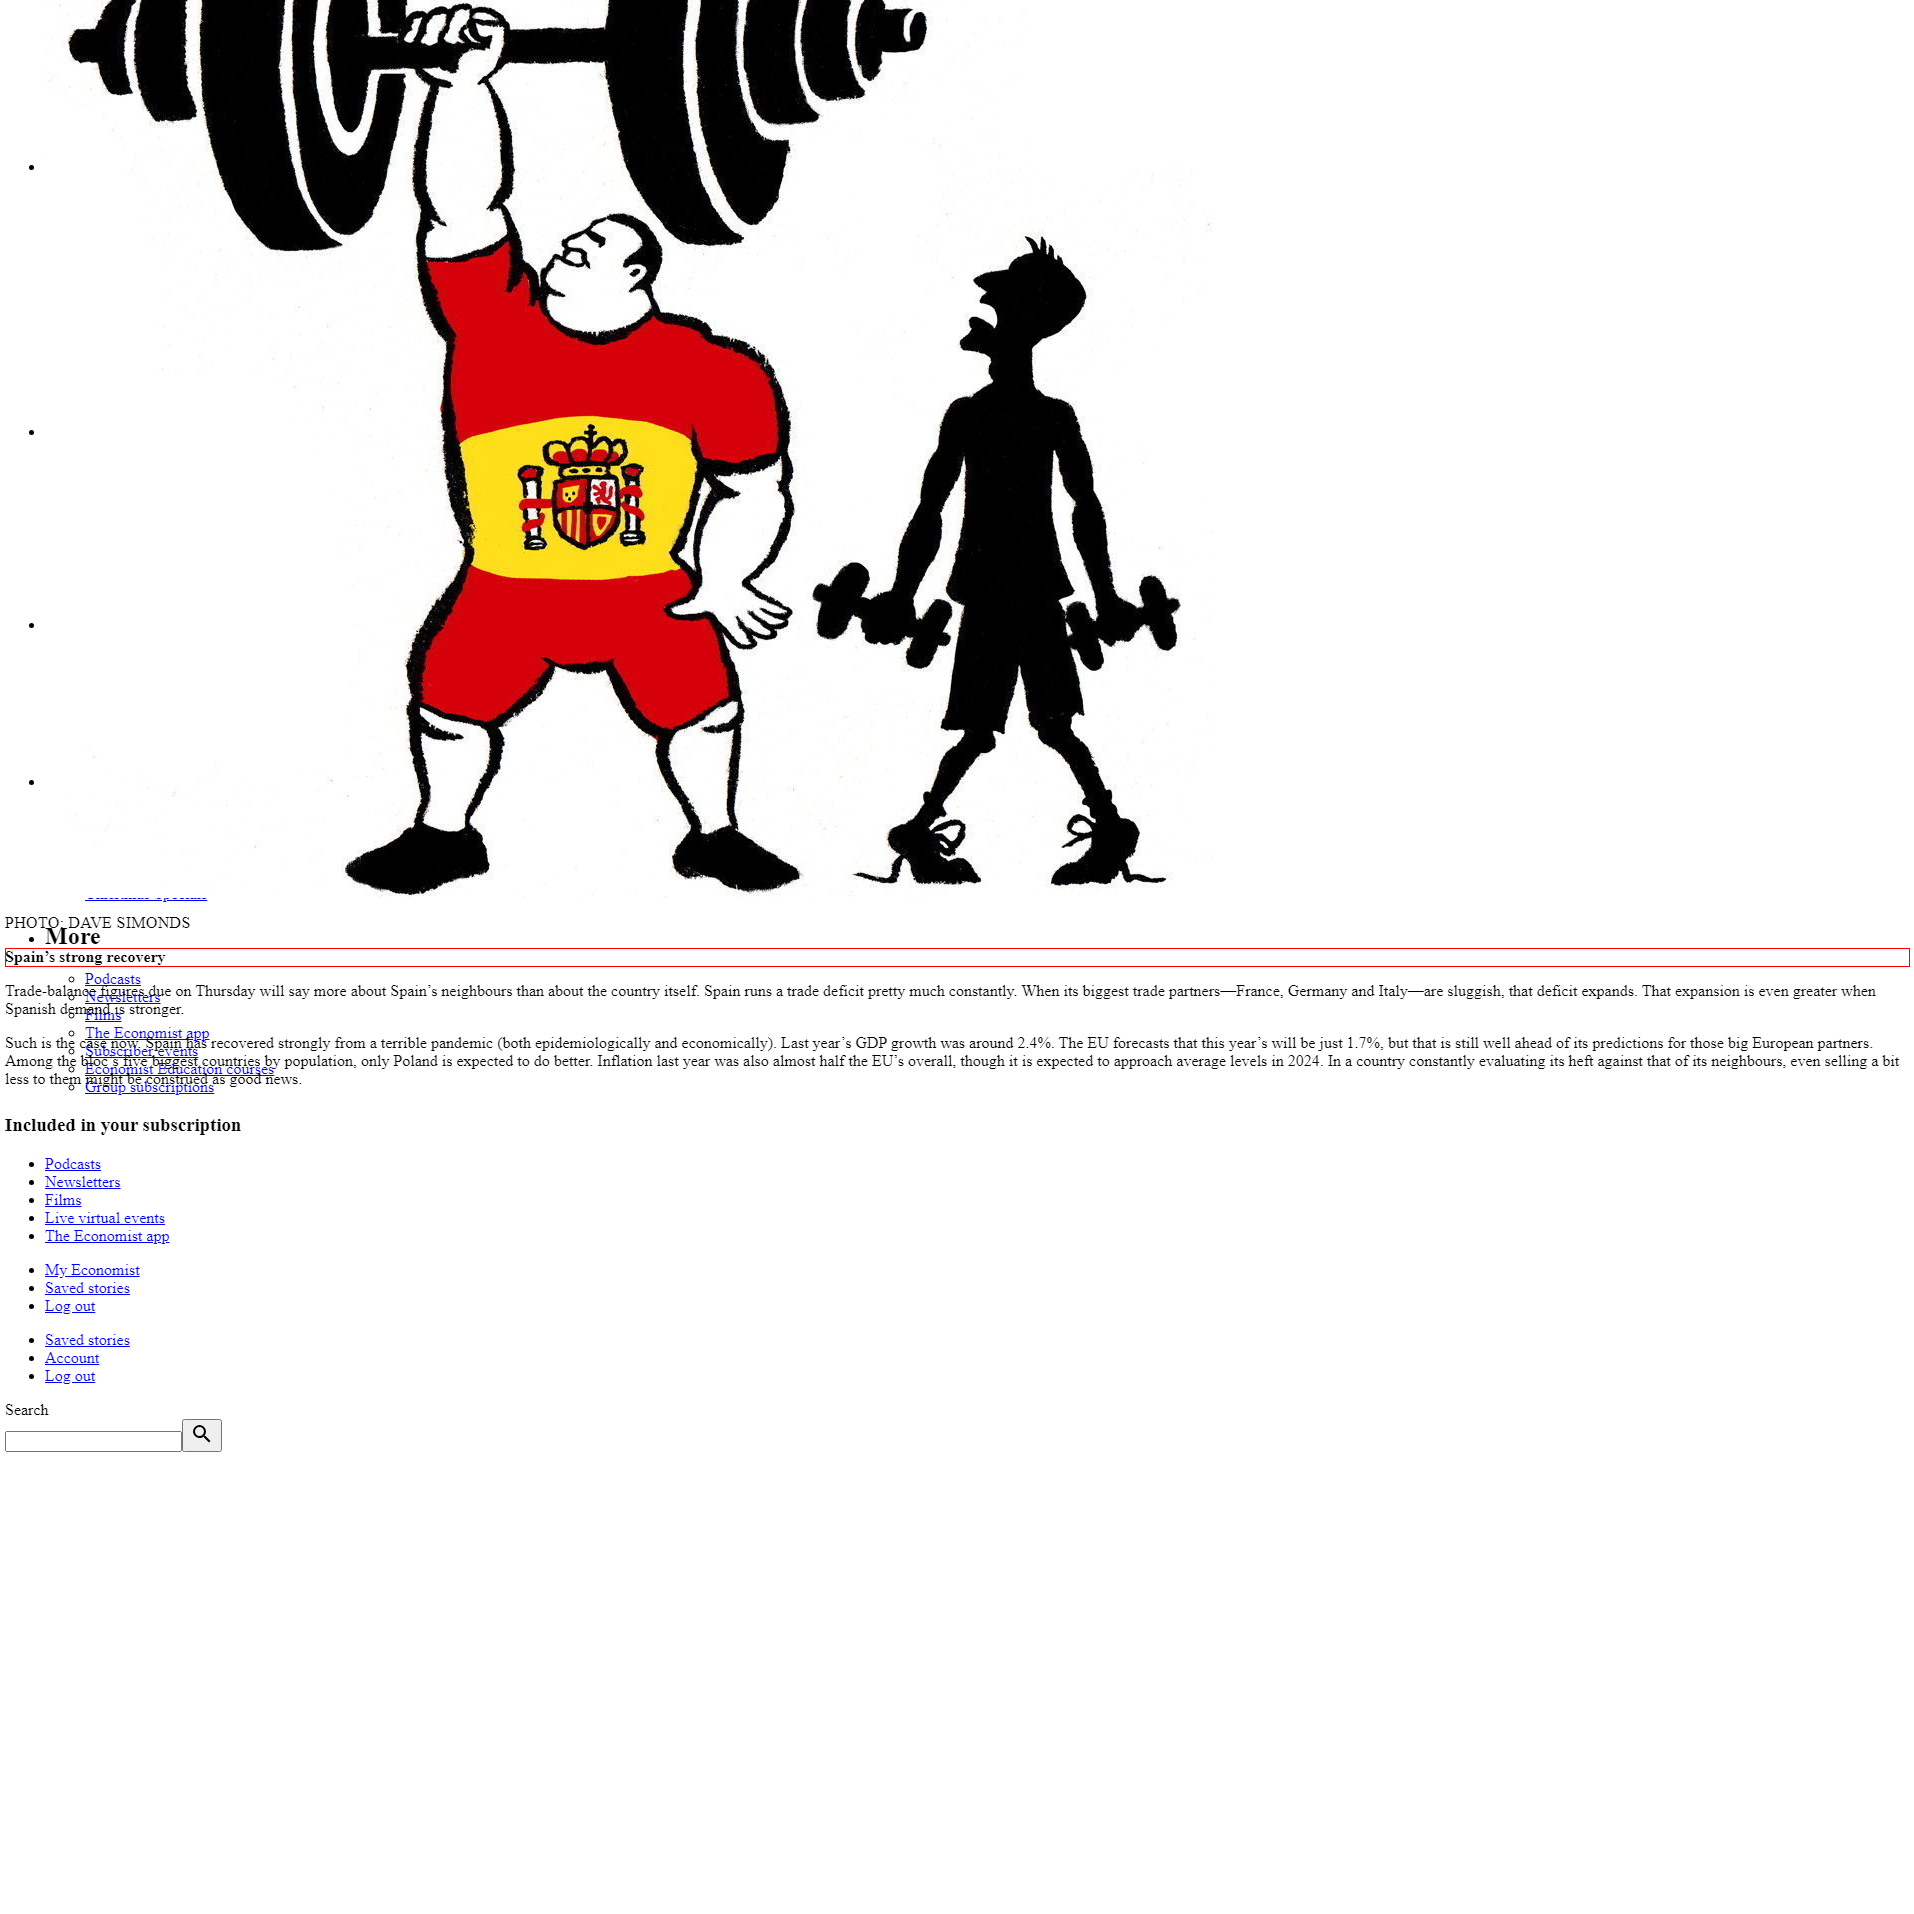 PHOTO: DAVE SIMONDS
More
Spain’s strong recovery
Podcasts
Trade-balance figures due on Thursday will say more about Spain’s neighbours than about the country itself. Spain runs a trade deficit pretty much constantly. When its biggest trade partners—France, Germany and Italy—are sluggish, that deficit expands. That expansion is even greater when
Newsletters
Spanish demand is stronger.
Films
The Economist app
Such is the case now. Spain has recovered strongly from a terrible pandemic (both epidemiologically and economically). Last year’s GDP growth was around 2.4%. The EU forecasts that this year’s will be just 1.7%, but that is still well ahead of its predictions for those big European partners.
Subscriber events
Among the bloc’s five biggest countries by population, only Poland is expected to do better. Inflation last year was also almost half the EU’s overall, though it is expected to approach average levels in 2024. In a country constantly evaluating its heft against that of its neighbours, even selling a bit
Economist Education courses
less to them might be construed as good news.
Group subscriptions
Included in your subscription
Podcasts
Newsletters
Films
Live virtual events
The Economist app
My Economist
Saved stories
Log out
Saved stories
Account
Log out
Search